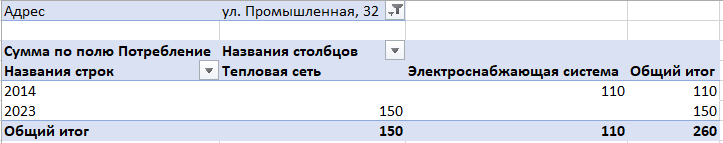 Адрес ул. Промышленная, 32
Сумма по полю Потребление Названия столбцов
Названия строк Тепловая сеть Электроснабжающая система Общий итог
2014 110 110
2023 150 150
Общий итог 150 110 260